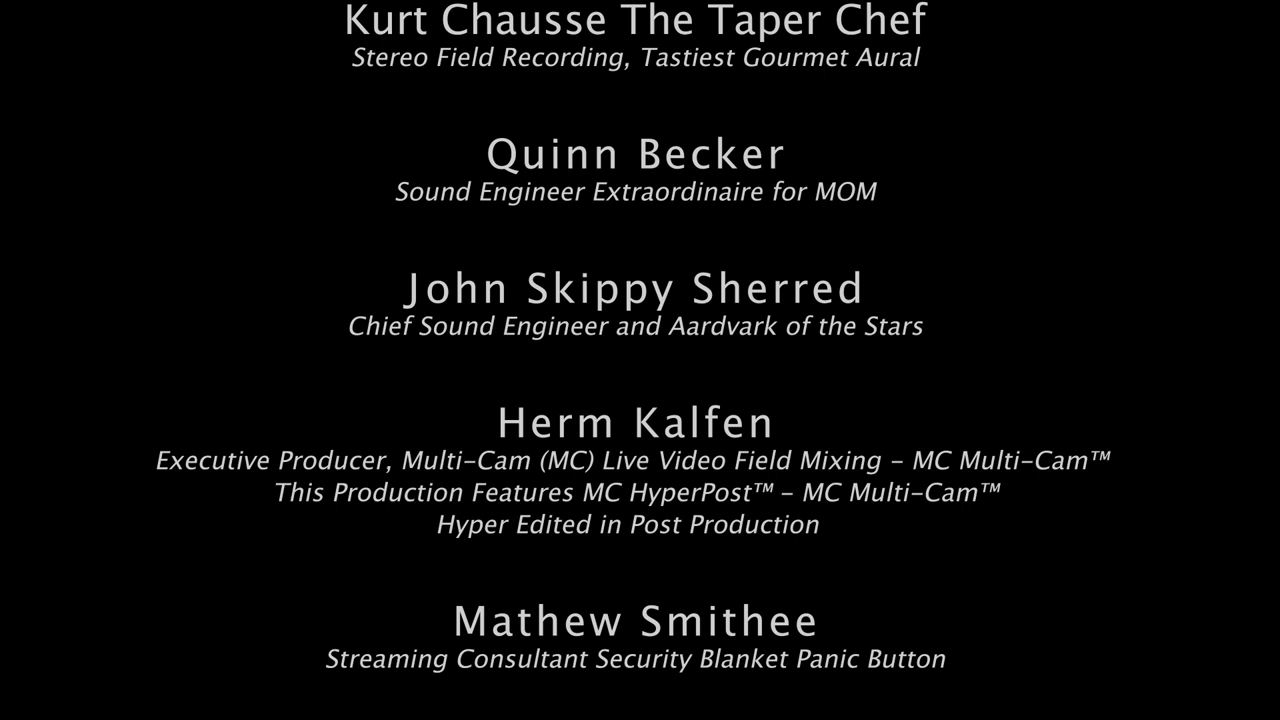 Kurt Chausse The Taper Chef
Stereo Field Recording, Tastiest Gourmet Aural
Quinn Becker
Sound Engineer Extraordinaire for MOM
John Skippy Sherred
Chief Sound Engineer and Aardvark of the Stars
Herm Kalfen
Executive Producer, Multi-Cam (MC) Live Video Field Mixing - MC Multi-Cam™
This Production Features MC HyperPost™ - MC Multi-Cam™
Hyper Edited in Post Production
Mathew Smithee
Streaming Consultant Security Blanket Panic Button